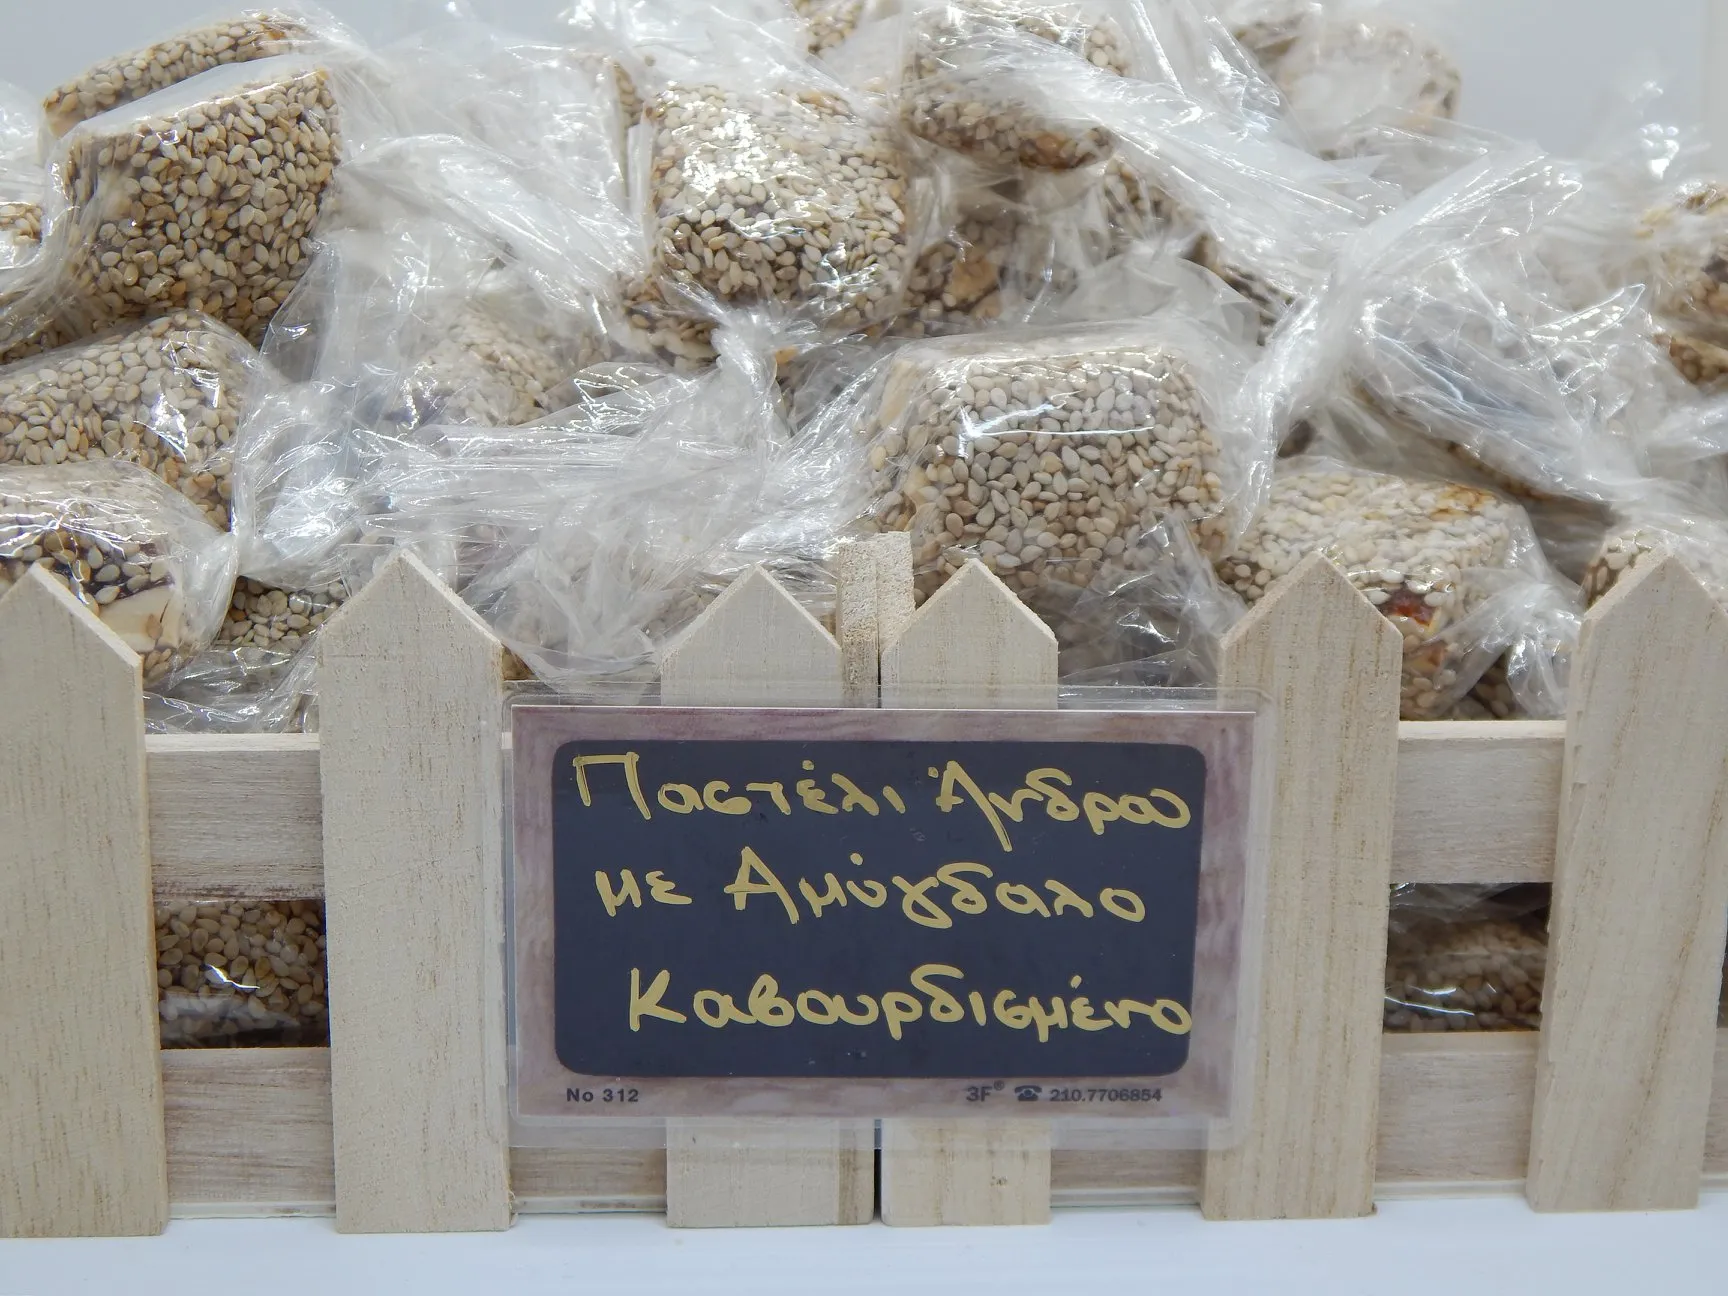 Παστέλι Άνδρου
με Αμύγδαλο
Καβουρδισμένο
No 312
3F® ☎ 210.7706854